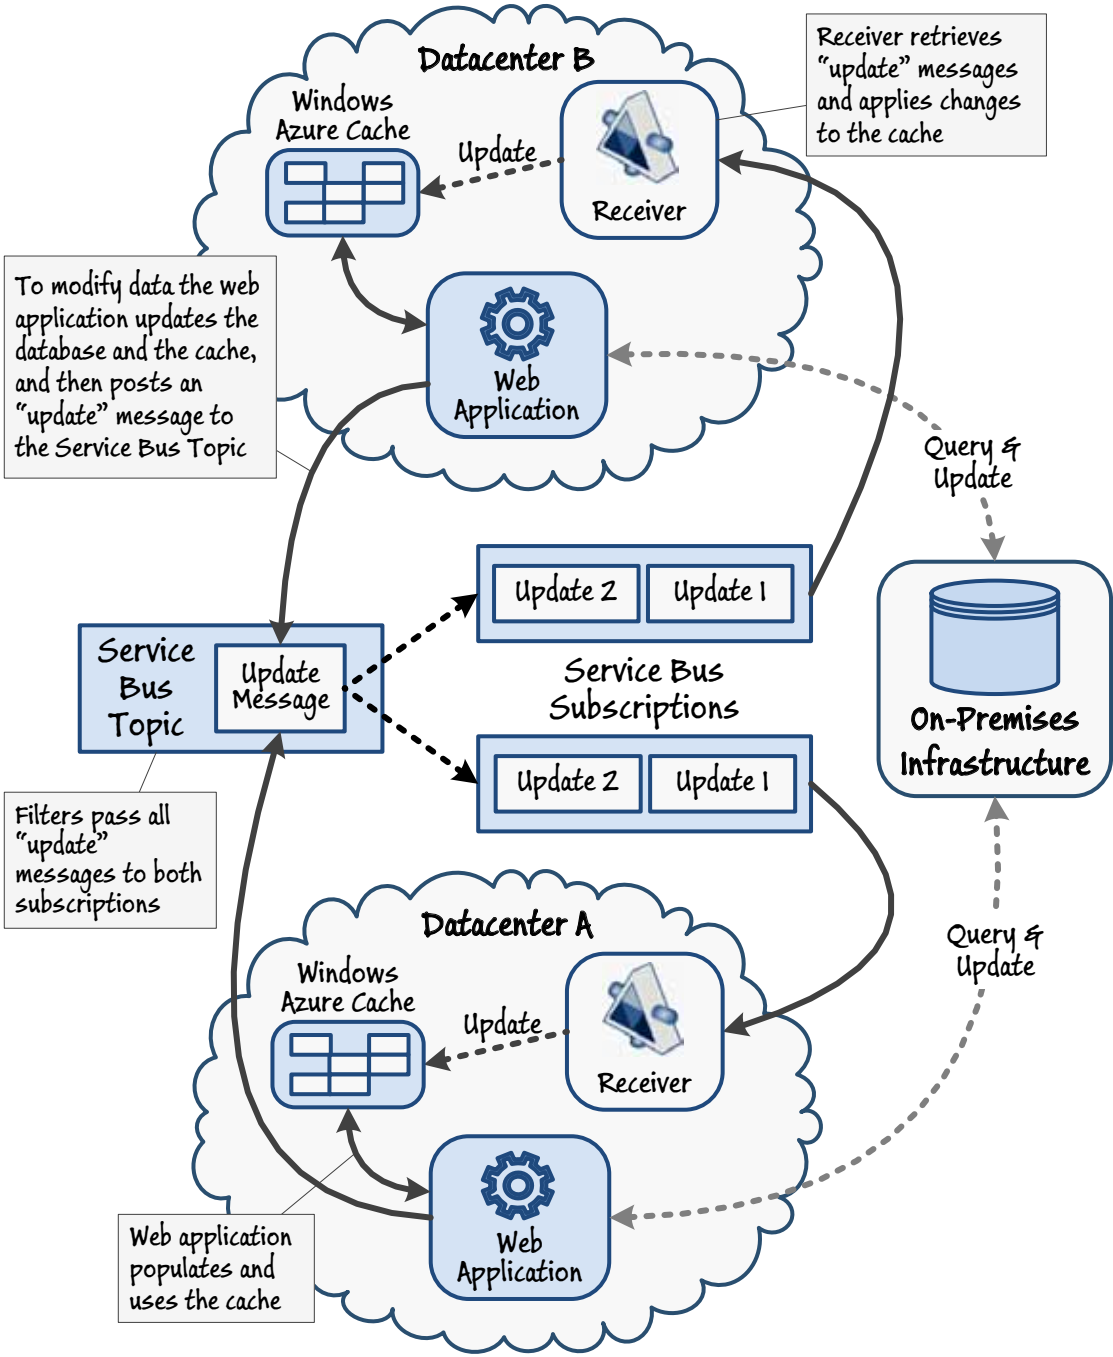 Datacenter B
Receiver retrieves
“update” messages
and applies changes
to the cache
Windows
Azure Cache
Update
Receiver
To modify data the web
application updates the
database and the cache,
and then posts an
“update” message to
the Service Bus Topic
Web
Application
Query &
Update
Update 2
Update 1
Service
Bus
Topic
Update
Message
Service Bus
Subscriptions
On-Premises
Infrastructure
Update 2
Update 1
Filters pass all
“update”
messages to both
subscriptions
Datacenter A
Query &
Update
Windows
Azure Cache
Update
Receiver
Web application
populates and
uses the cache
Web
Application